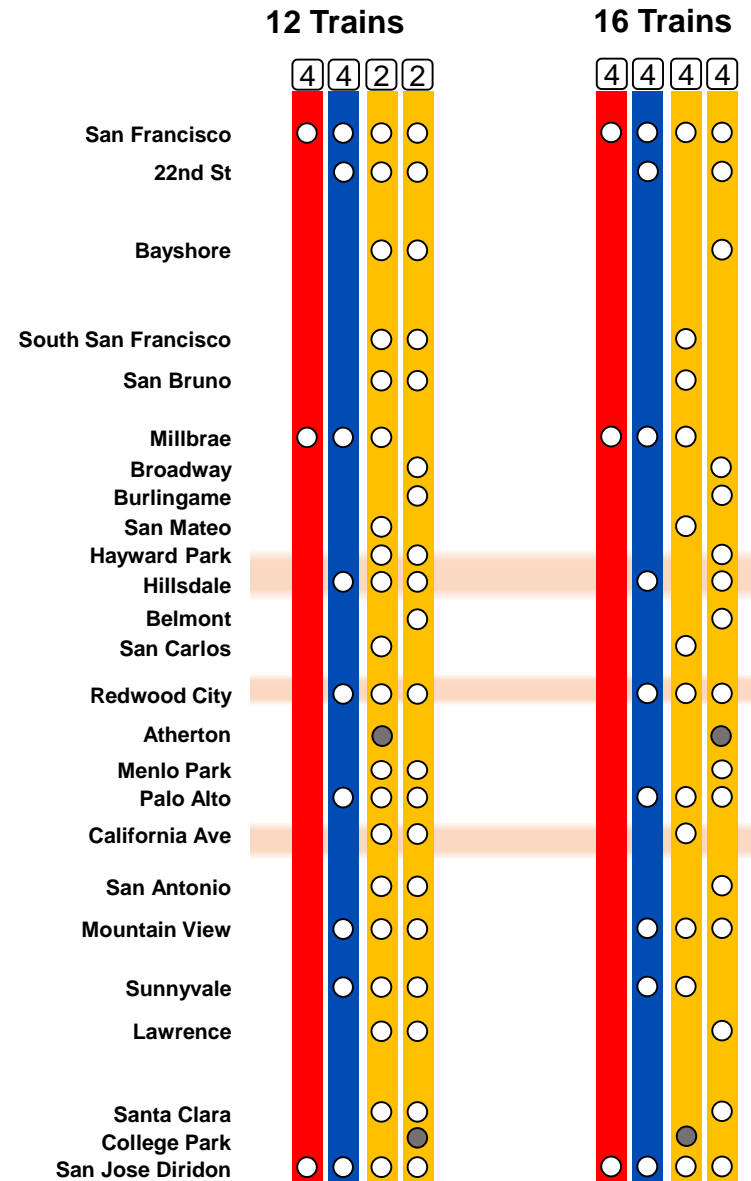 12 Trains 16 Trains
4 4 2 2 4 4 4 4
San Francisco
22nd St
Bayshore
South San Francisco
San Bruno
Millbrae
Broadway
Burlingame
San Mateo
Hayward Park
Hillsdale
Belmont
San Carlos
Redwood City
Atherton
Menlo Park
Palo Alto
California Ave
San Antonio
Mountain View
Sunnyvale
Lawrence
Santa Clara
College Park
San Jose Diridon